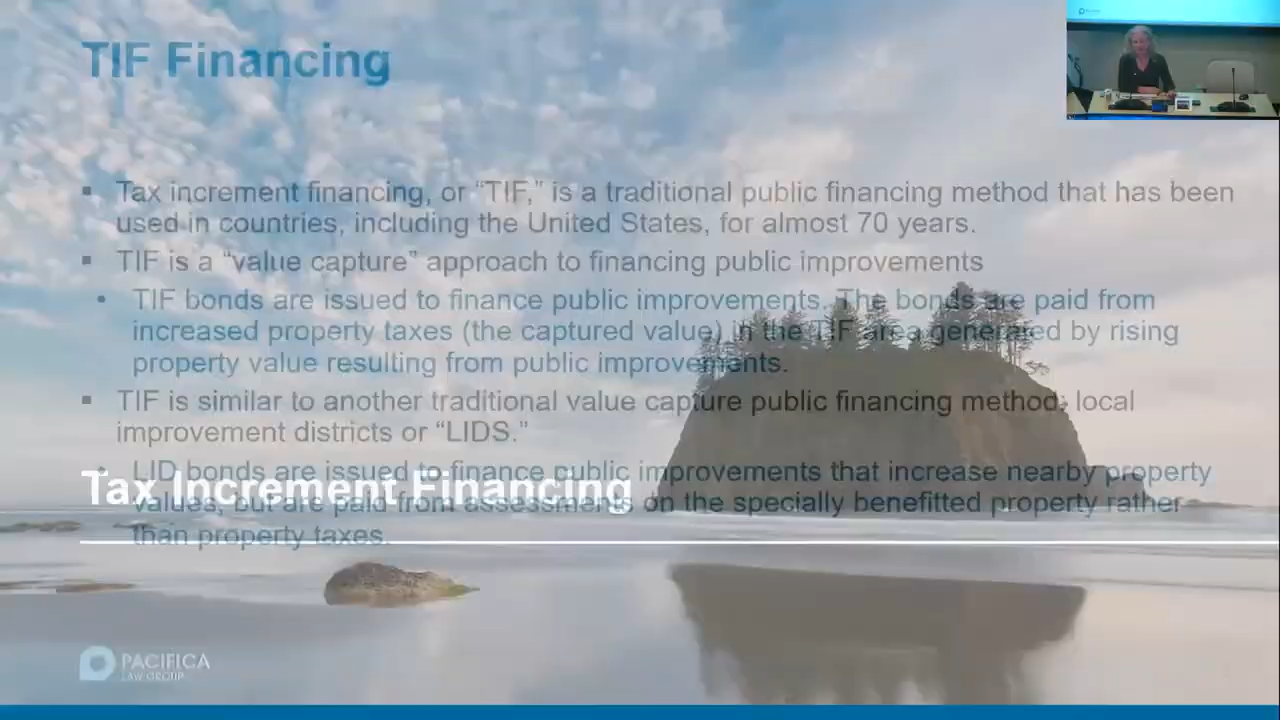 TIF Financing
▪ Tax increment financing, or “TIF,” is a traditional public financing method that has been
used in countries, including the United States, for almost 70 years.
▪ TIF is a “value capture” approach to financing public improvements
• TIF bonds are issued to finance public improvements. The bonds are paid from
increased property taxes (the captured value) in the TIF area generated by rising
property value resulting from public improvements.
▪ TIF is similar to another traditional value capture public financing method, local
improvement districts or “LIDS.”
• LID bonds are issued to finance public improvements that increase nearby property
Tax Increment Financing
values, but are paid from assessments on the specially benefitted property rather
than property taxes.
PACIFICA
LAW GROUP